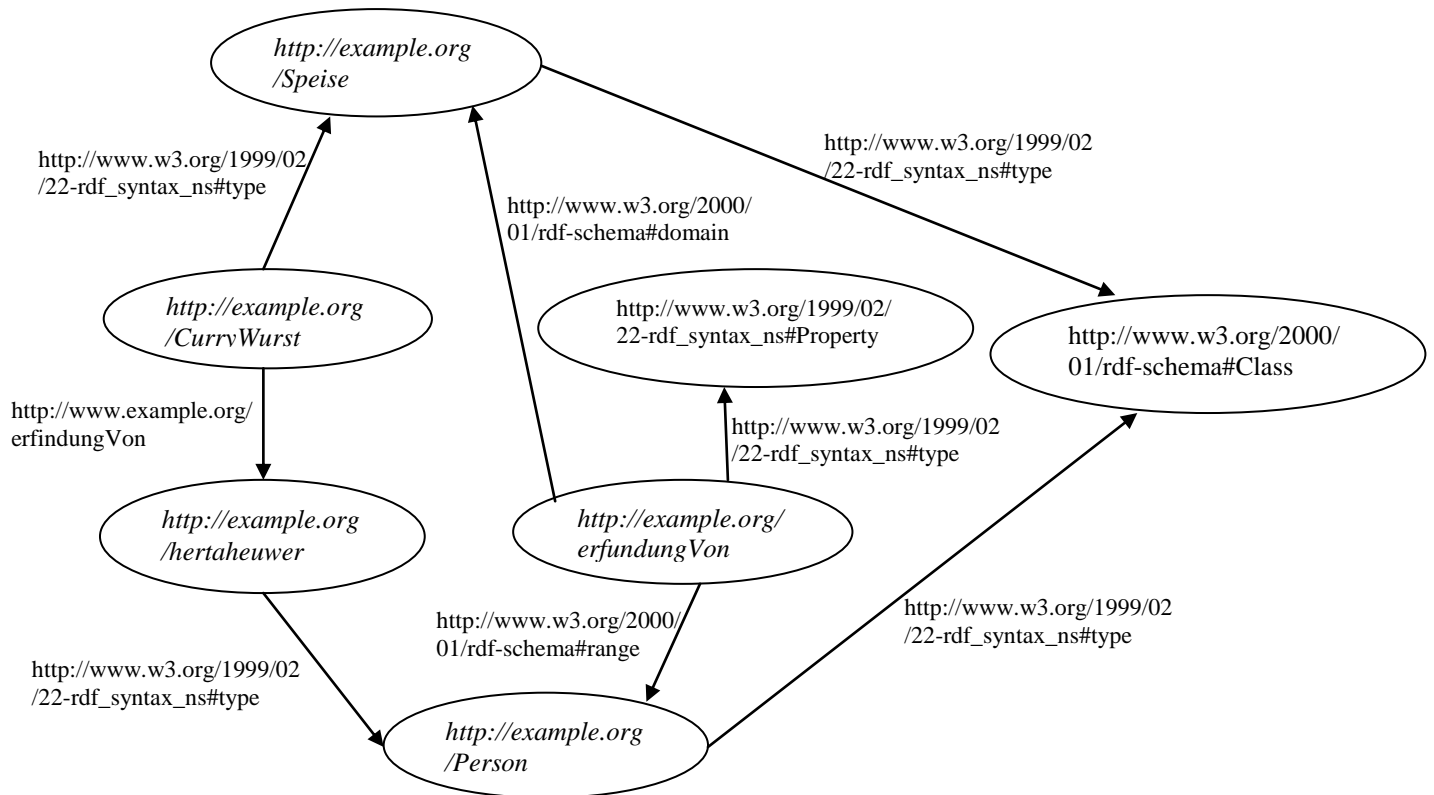 http://example.org
/Speise
http://www.w3.org/1999/02
/22-rdf_syntax_ns#type
http://www.w3.org/1999/02
/22-rdf_syntax_ns#type
http://www.w3.org/2000/
01/rdf-schema#domain
http://example.org
/CurryWurst
http://www.w3.org/1999/02/
22-rdf_syntax_ns#Property
http://www.w3.org/2000/
01/rdf-schema#Class
http://www.example.org/
erfindungVon
http://www.w3.org/1999/02
/22-rdf_syntax_ns#type
http://example.org
/hertaheuwer
http://example.org/
erfundungVon
http://www.w3.org/2000/
01/rdf-schema#range
http://www.w3.org/1999/02
/22-rdf_syntax_ns#type
http://www.w3.org/1999/02
/22-rdf_syntax_ns#type
http://example.org
/Person